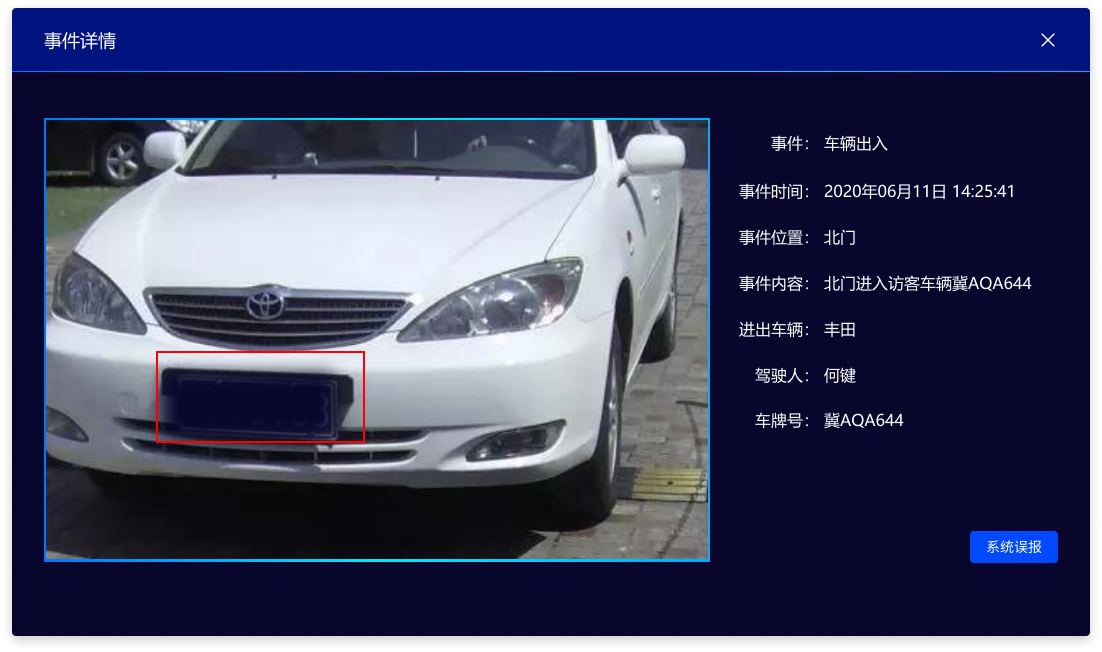 事件详情
事件： 车辆出入
事件时间： 2020年06月11日 14:25:41
事件位置： 北门
事件内容： 北门进入访客车辆冀AQA644
进出车辆： 丰田
驾驶人： 何键
车牌号： 冀AQA644
系统误报